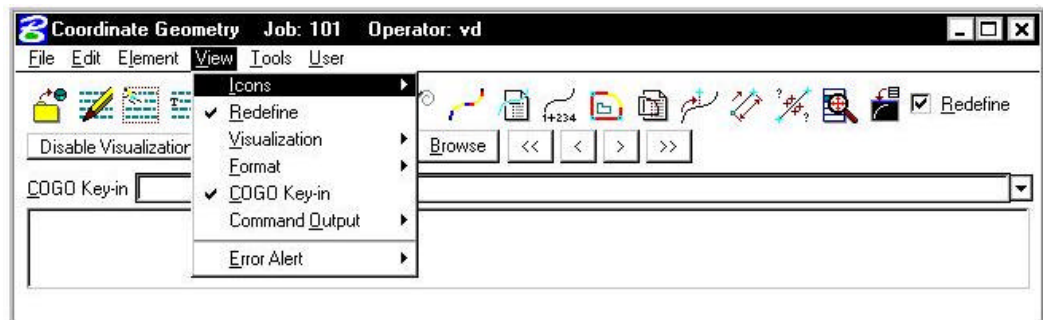 Coordinate Geometry Job: 101 Operator: vd
File Edit Element View Tools User
Icons
1+234
Redefine
Redefine
Disable Visualization
Visualization
Browse << < > >>
Format
COGO Key-in
COGO Key-in
Command Output
Error Alert